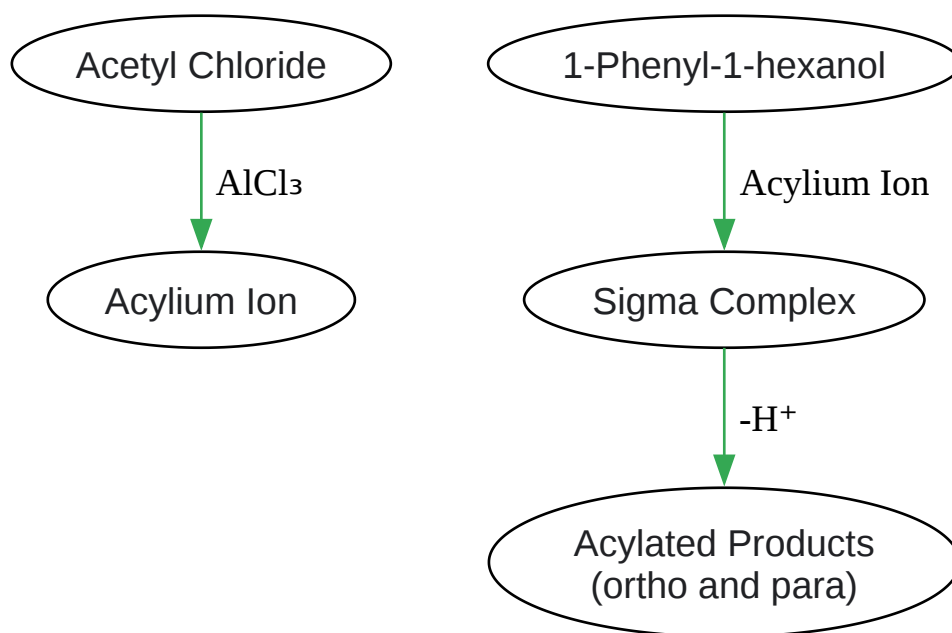 Acetyl Chloride
AlCl₃
Acylium Ion
1-Phenyl-1-hexanol
Acylium Ion
Sigma Complex
-H⁺
Acylated Products
(ortho and para)